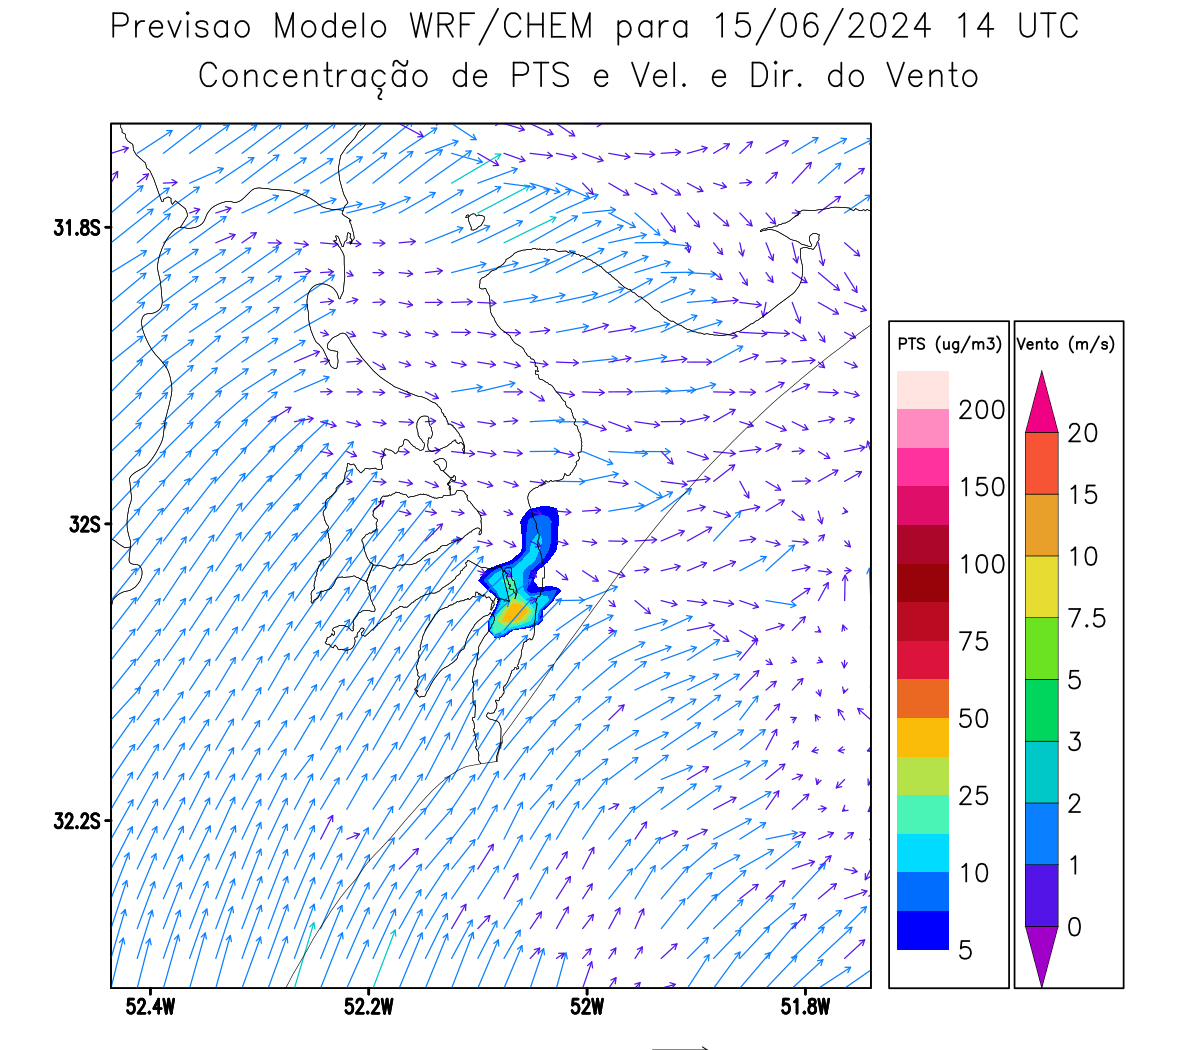 Previsao Modelo WRF/CHEM para 15/06/2024 14 UTC
Concentração de PTS e Vel. e Dir. do Vento
31.8S
32S
32.2S
52.4W
52.2W
52W
51.8W
PTS (ug/m3)
200
150
100
75
50
25
10
5
Vento (m/s)
20
15
10
7.5
5
3
2
1
0